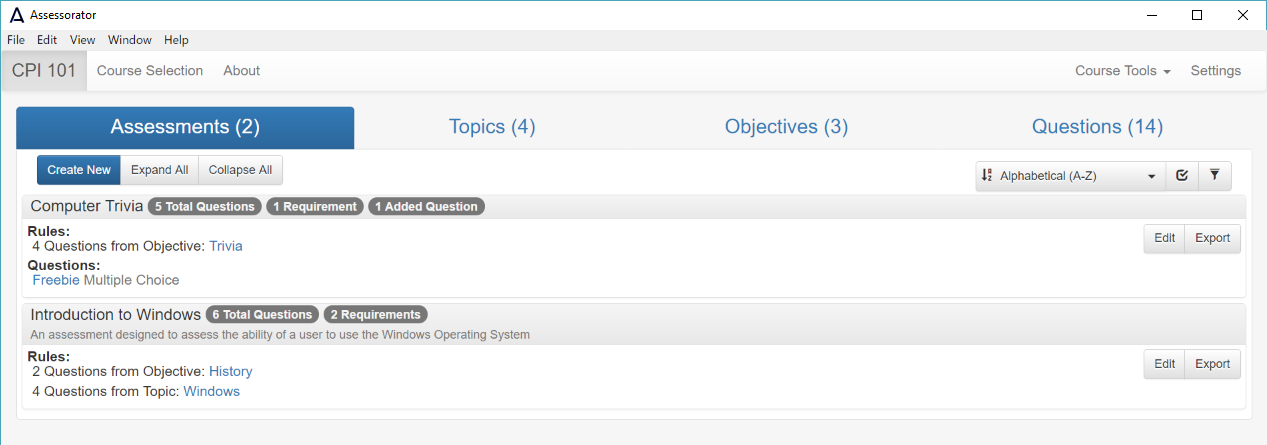 Assessorator
File Edit View Window Help
CPI 101 Course Selection About Course Tools Settings
Assessments (2) Topics (4) Objectives (3) Questions (14)
Create New Expand All Collapse All Alphabetical (A-Z)
Computer Trivia 5 Total Questions 1 Requirement 1 Added Question
Rules:
4 Questions from Objective: Trivia Edit Export
Questions:
Freebie Multiple Choice
Introduction to Windows 6 Total Questions 2 Requirements
An assessment designed to assess the ability of a user to use the Windows Operating System
Rules:
2 Questions from Objective: History Edit Export
4 Questions from Topic: Windows